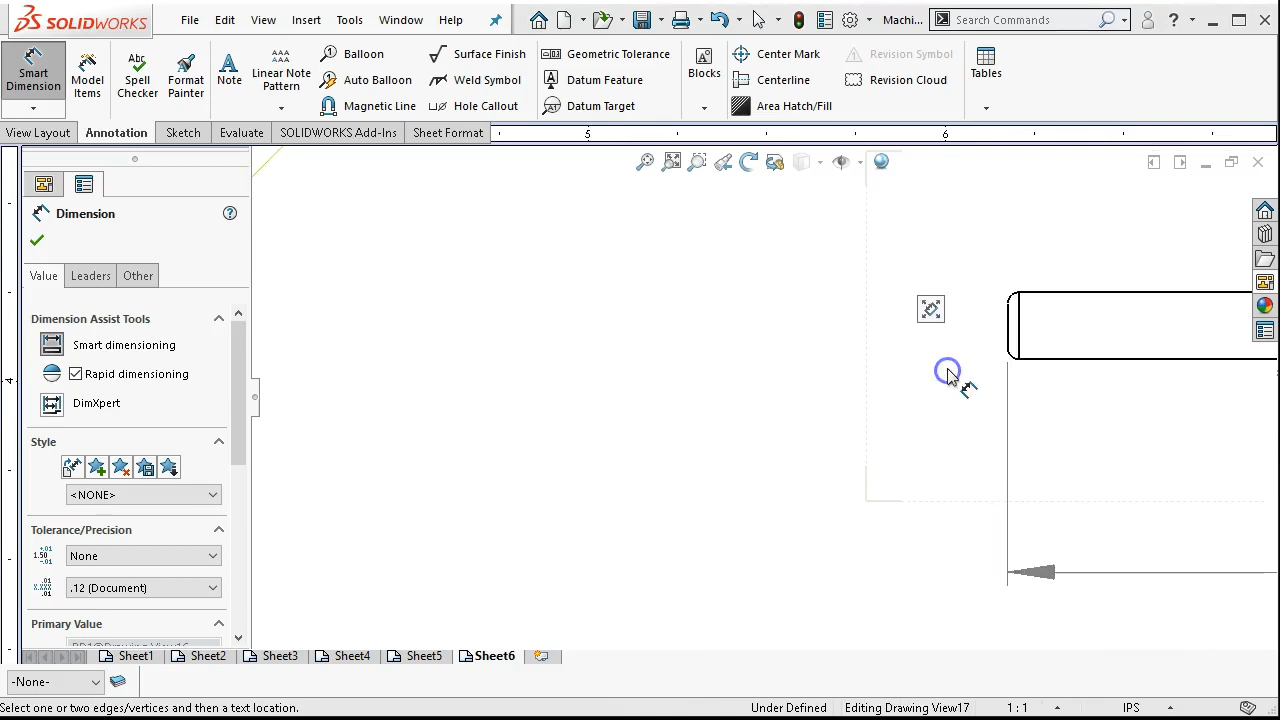 SOLIDWORKS File Edit View Insert Tools Window Help Machi... Search Commands
Smart Dimension
Model Items
Spell Checker
Format Painter
Note
Linear Note Pattern
Balloon
Auto Balloon
Magnetic Line
Surface Finish
Weld Symbol
Hole Callout
Geometric Tolerance
Datum Feature
Datum Target
Blocks
Center Mark
Centerline
Area Hatch/Fill
Revision Symbol
Revision Cloud
Tables
View Layout Annotation Sketch Evaluate SOLIDWORKS Add-Ins Sheet Format
5 6
4
Dimension
Value Leaders Other
Dimension Assist Tools
Smart dimensioning
Rapid dimensioning
DimXpert
Style
<NONE>
Tolerance/Precision
None
.12 (Document)
Primary Value
Sheet1 Sheet2 Sheet3 Sheet4 Sheet5 Sheet6
-None-
Select one or two edges/vertices and then a text location. Under Defined Editing Drawing View17 1 : 1 IPS